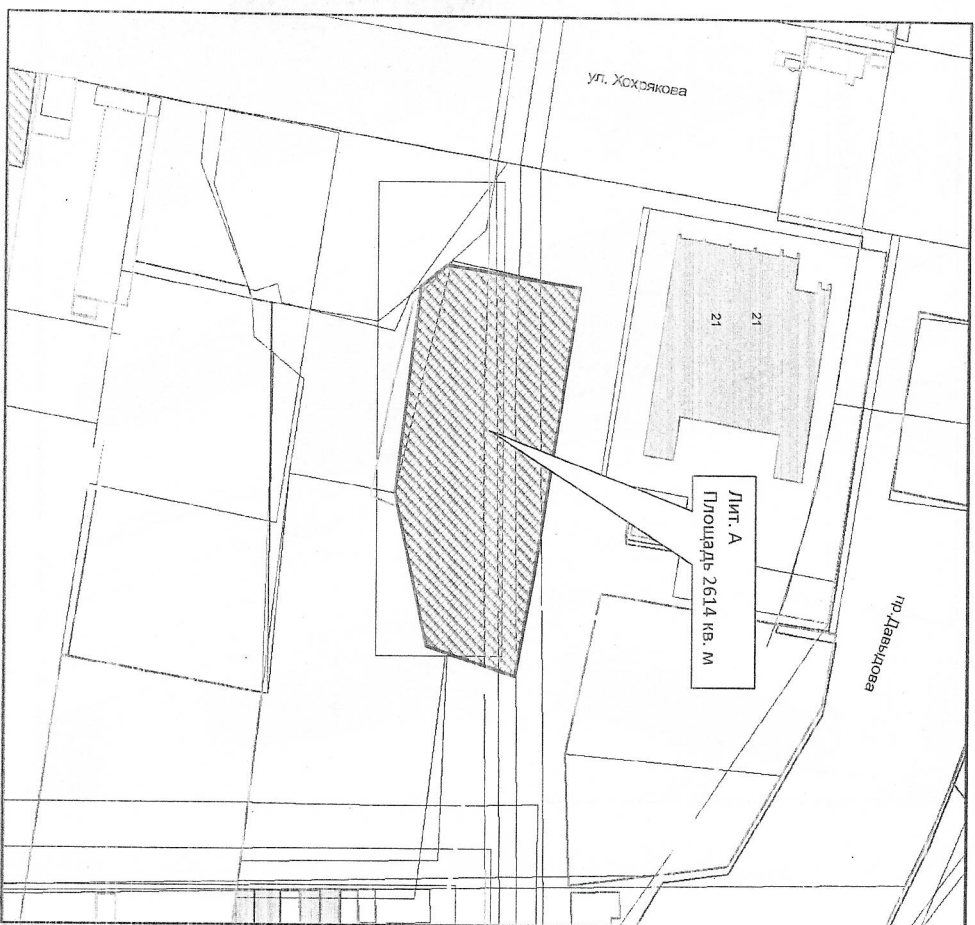 ул. Хохрякова
21
21
Лит. А
Площадь 2614 кв. м
пр.Давыдова